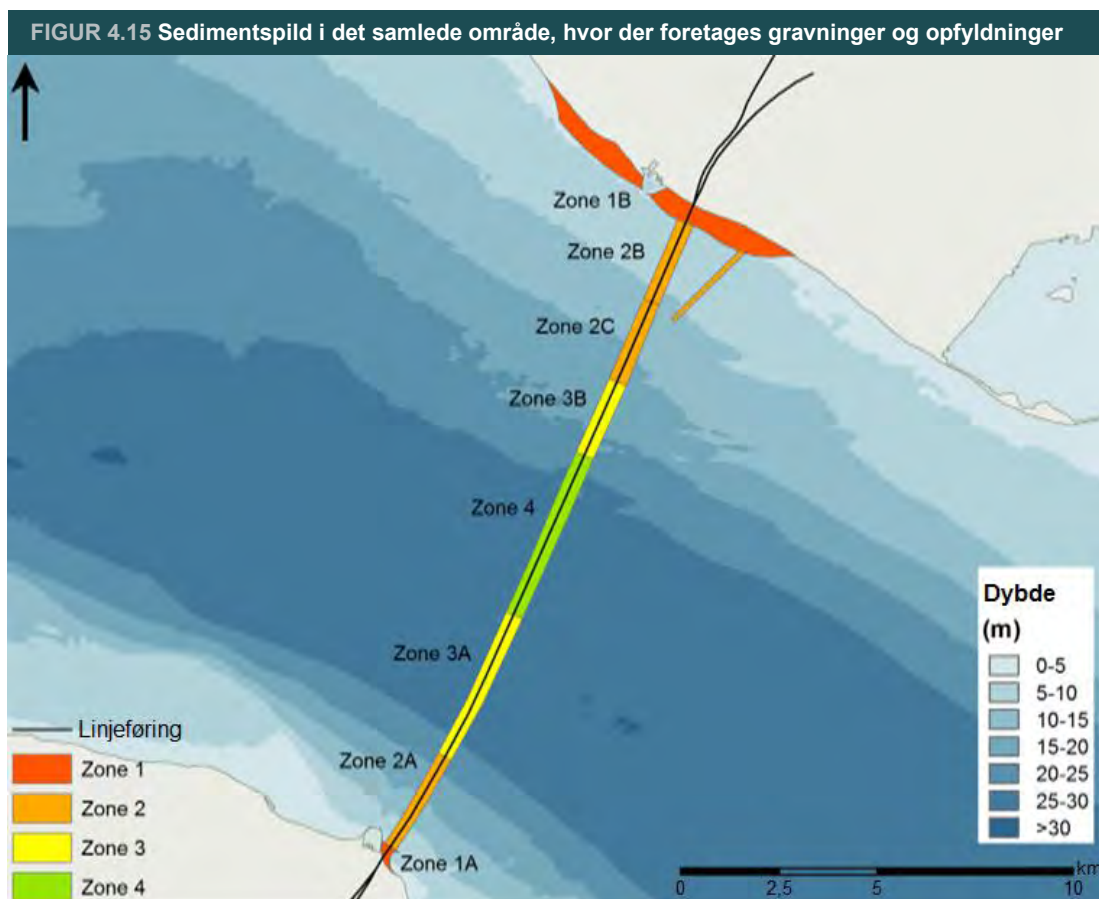 FIGUR 4.15 Sedimentspild i det samlede område, hvor der foretages gravninger og opfyldninger
Zone 1B
Zone 2B
Zone 2C
Zone 3B
Zone 4
Zone 3A
Zone 2A
Zone 1A
Linjeføring
Zone 1
Zone 2
Zone 3
Zone 4
Dybde
(m)
0-5
5-10
10-15
15-20
20-25
25-30
>30
km
0 2,5 5 10